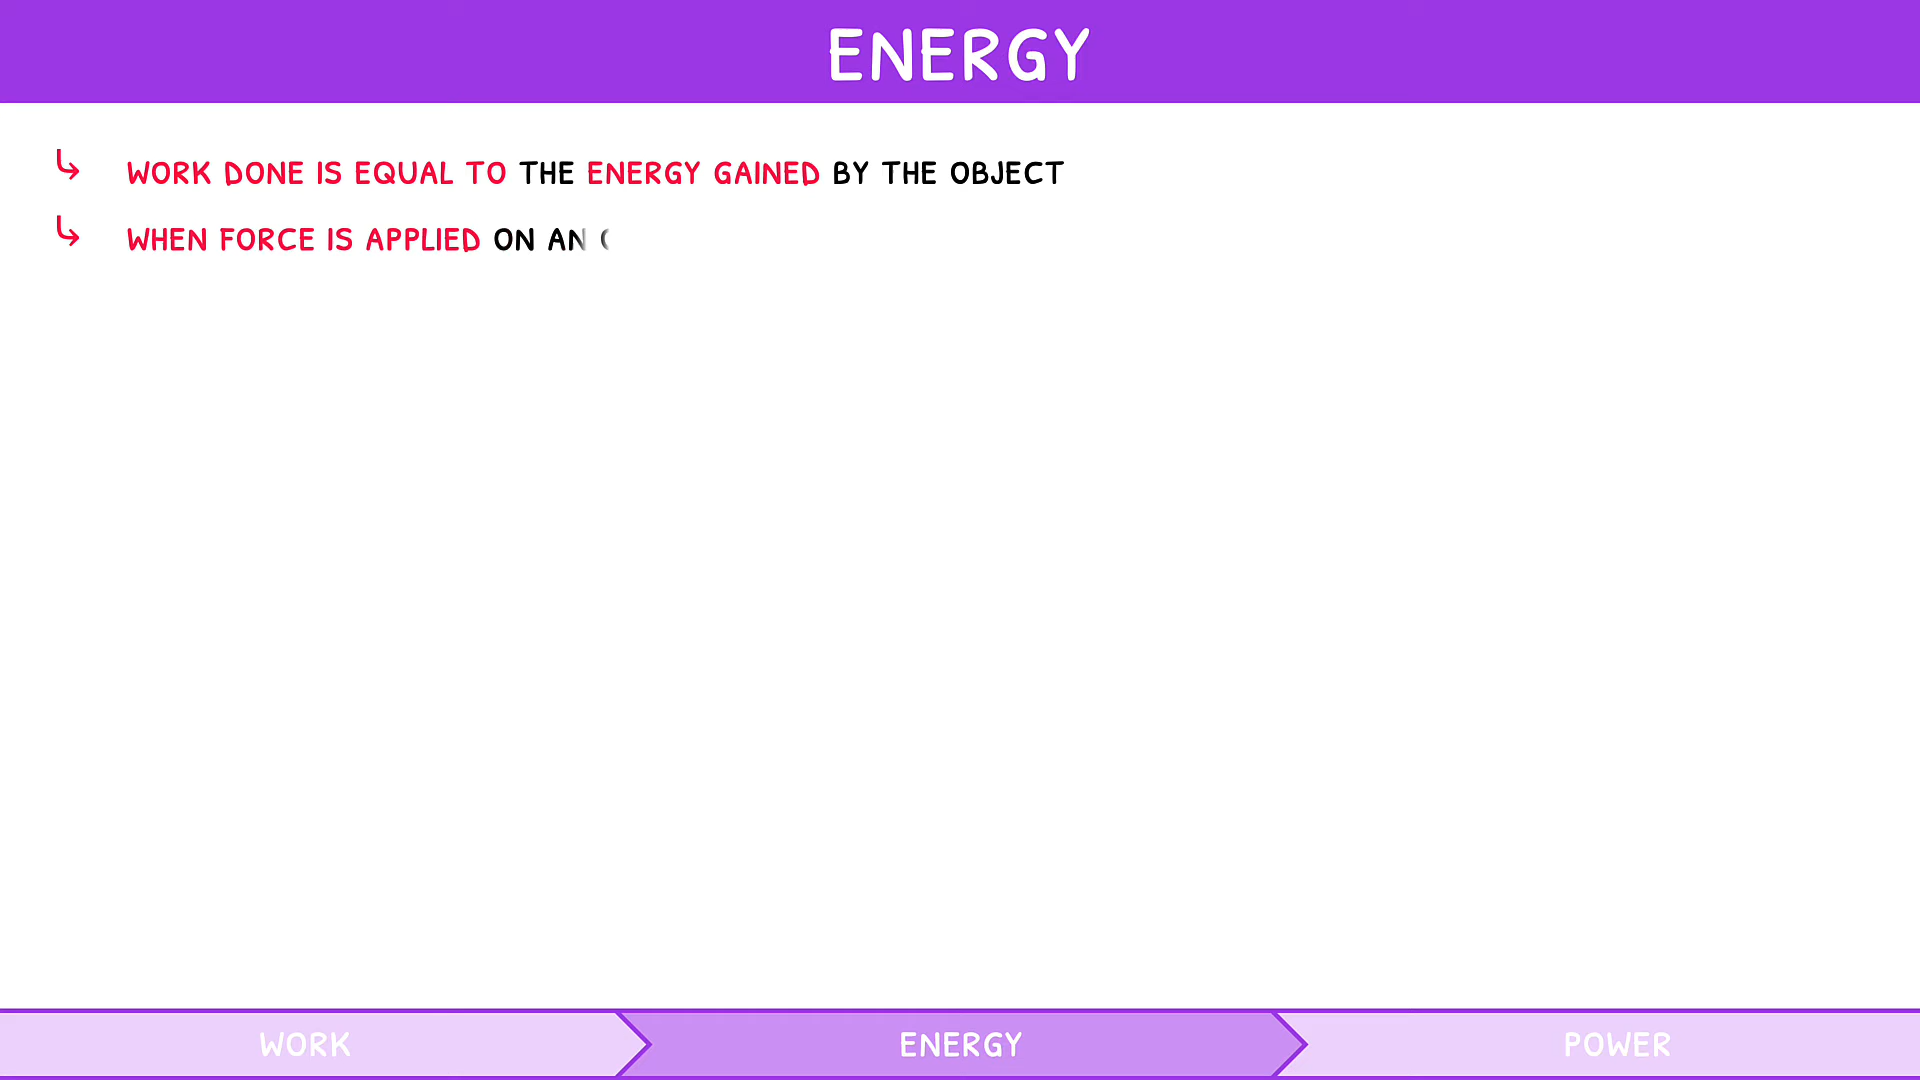 ENERGY
WORK DONE IS EQUAL TO THE ENERGY GAINED BY THE OBJECT
WHEN FORCE IS APPLIED ON AN
WORK
ENERGY
POWER